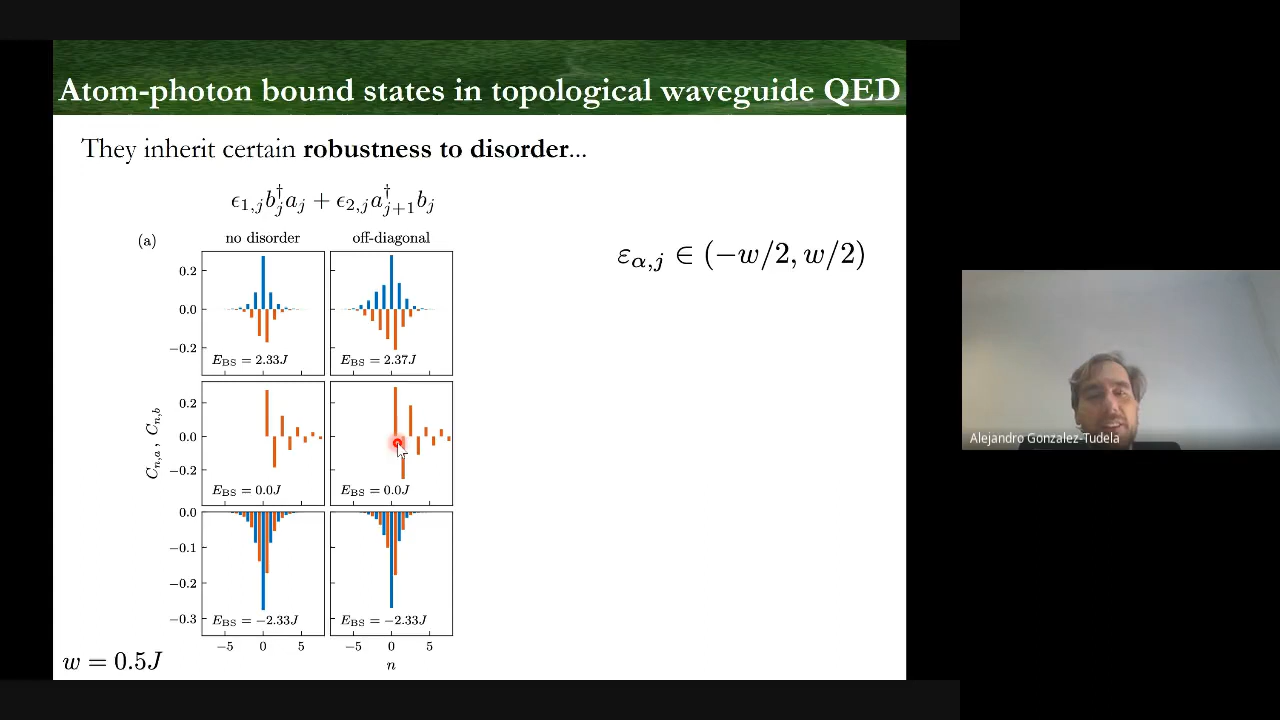 Atom-photon bound states in topological waveguide QED
They inherit certain robustness to disorder...
ϵ₁,ⱼb†ⱼaⱼ + ϵ₂,ⱼa†ⱼ₊₁bⱼ
(a)
no disorder
off-diagonal
ε_{α,j} ∈ (−w/2, w/2)
0.2
0.0
−0.2
E_BS = 2.33J
E_BS = 2.37J
C_{n,a}, C_{n,b}
0.2
0.0
−0.2
E_BS = 0.0J
E_BS = 0.0J
0.0
−0.1
−0.2
−0.3
E_BS = −2.33J
E_BS = −2.33J
−5 0 5
−5 0 5
n
w = 0.5J
Alejandro Gonzalez-Tudela